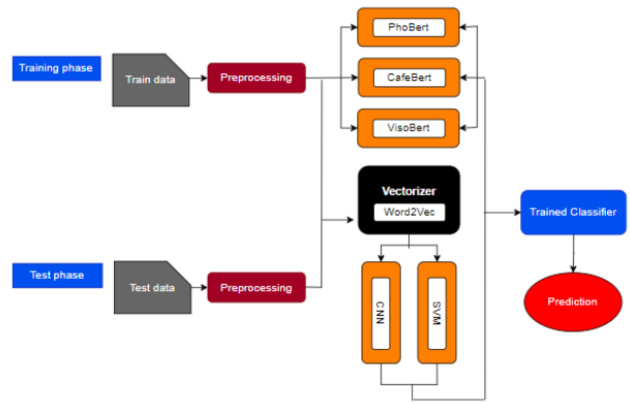 PhoBert
Training phase
Train data
Preprocessing
CafeBert
VisoBert
Vectorizer
Word2Vec
Trained Classifier
Test phase
Test data
Preprocessing
CNN
SVM
Prediction